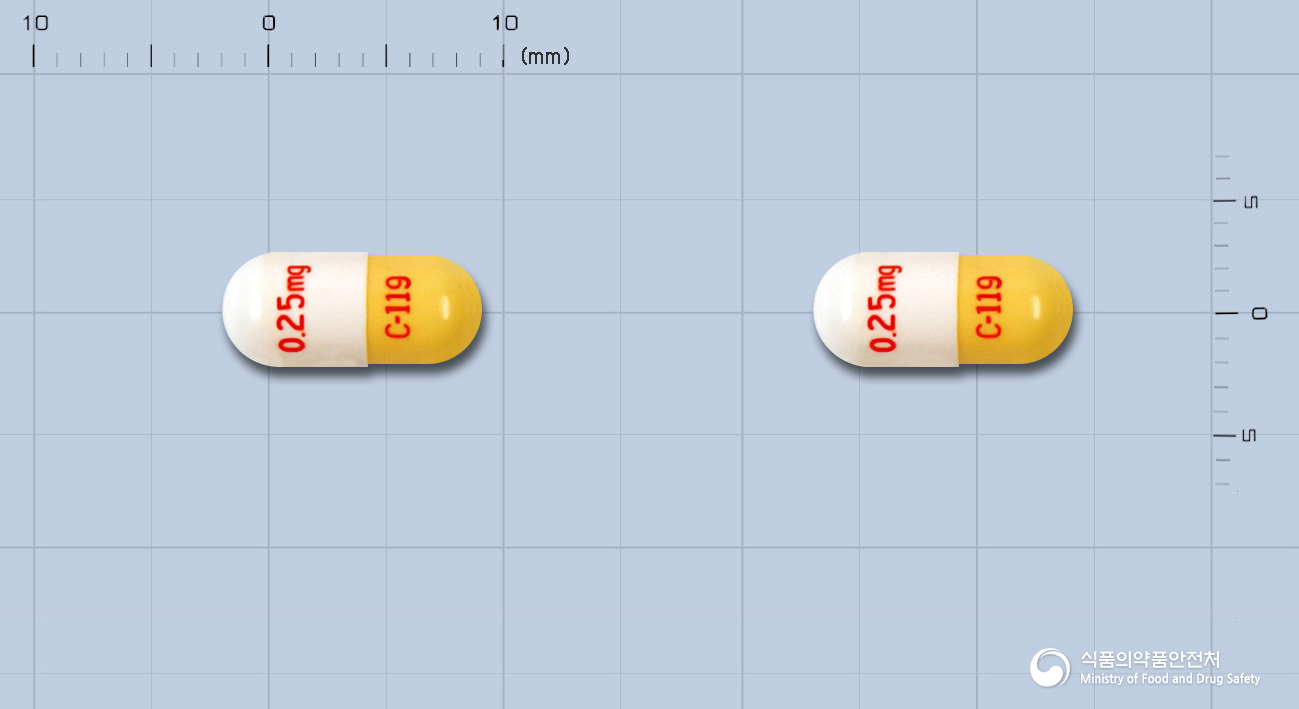 10 0 10
(mm)
0.25mg C-119 0.25mg C-119
5
0
5
식품의약품안전처
Ministry of Food and Drug Safety